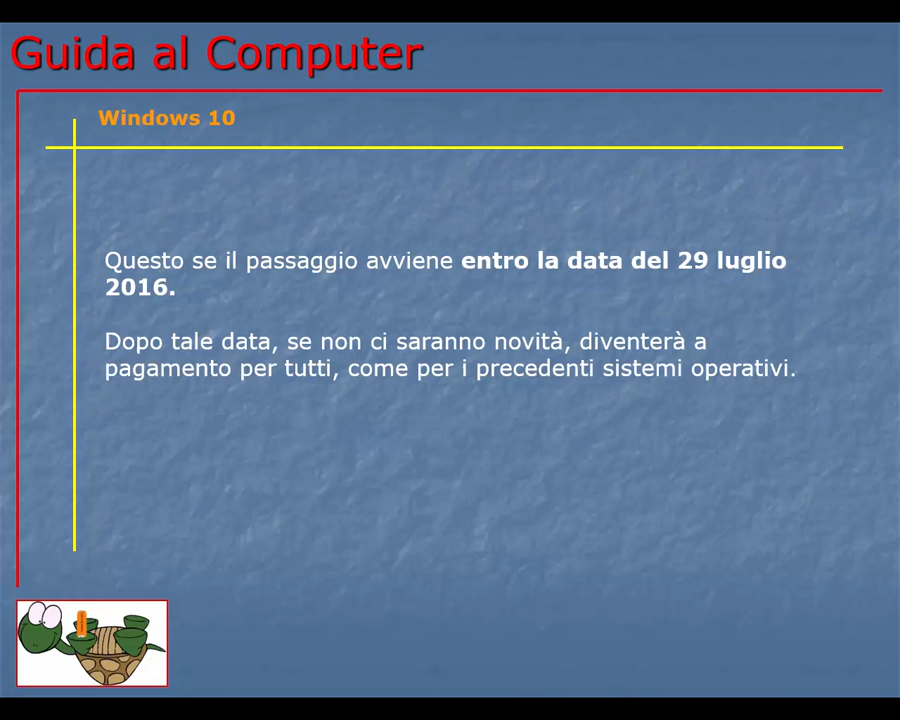 Guida al Computer
Windows 10
Questo se il passaggio avviene entro la data del 29 luglio
2016.
Dopo tale data, se non ci saranno novità, diventerà a
pagamento per tutti, come per i precedenti sistemi operativi.